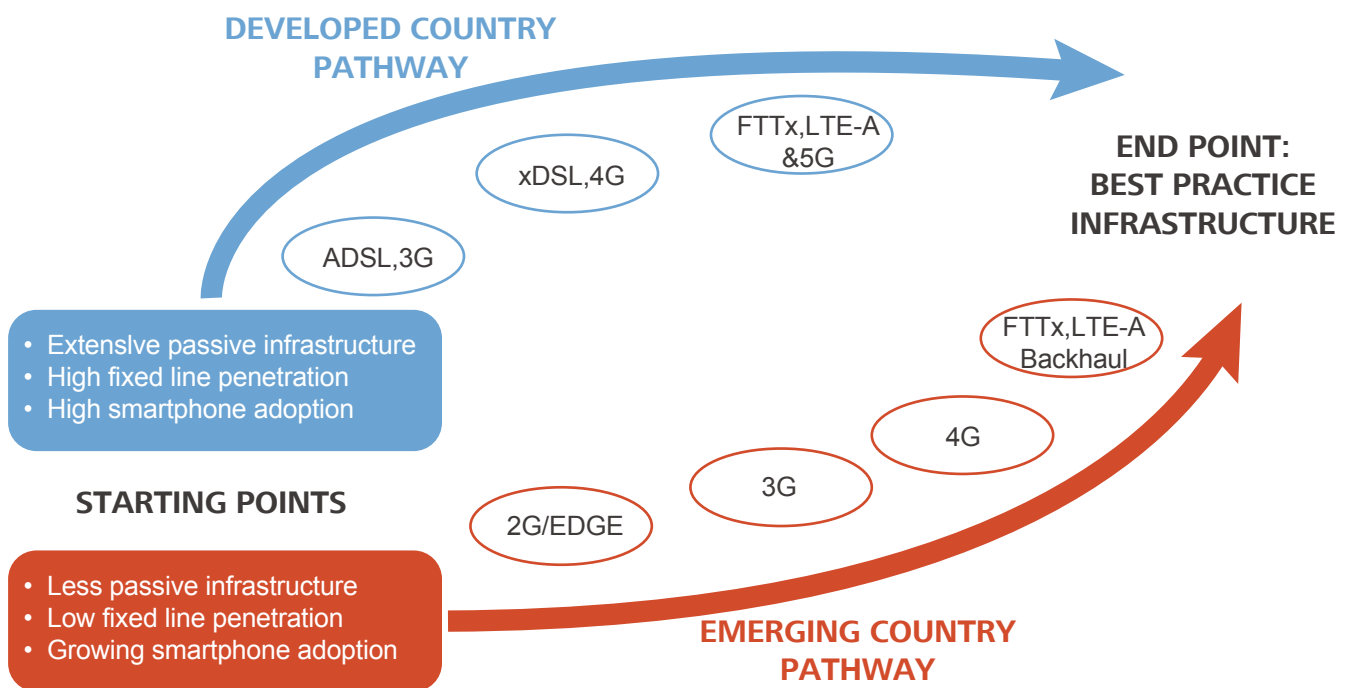 DEVELOPED COUNTRY
PATHWAY
FTTx,LTE-A
&5G
xDSL,4G
ADSL,3G
END POINT:
BEST PRACTICE
INFRASTRUCTURE
• Extenslve passive infrastructure
• High fixed line penetration
• High smartphone adoption
FTTx,LTE-A
Backhaul
4G
3G
2G/EDGE
STARTING POINTS
• Less passive infrastructure
• Low fixed line penetration
• Growing smartphone adoption
EMERGING COUNTRY
PATHWAY